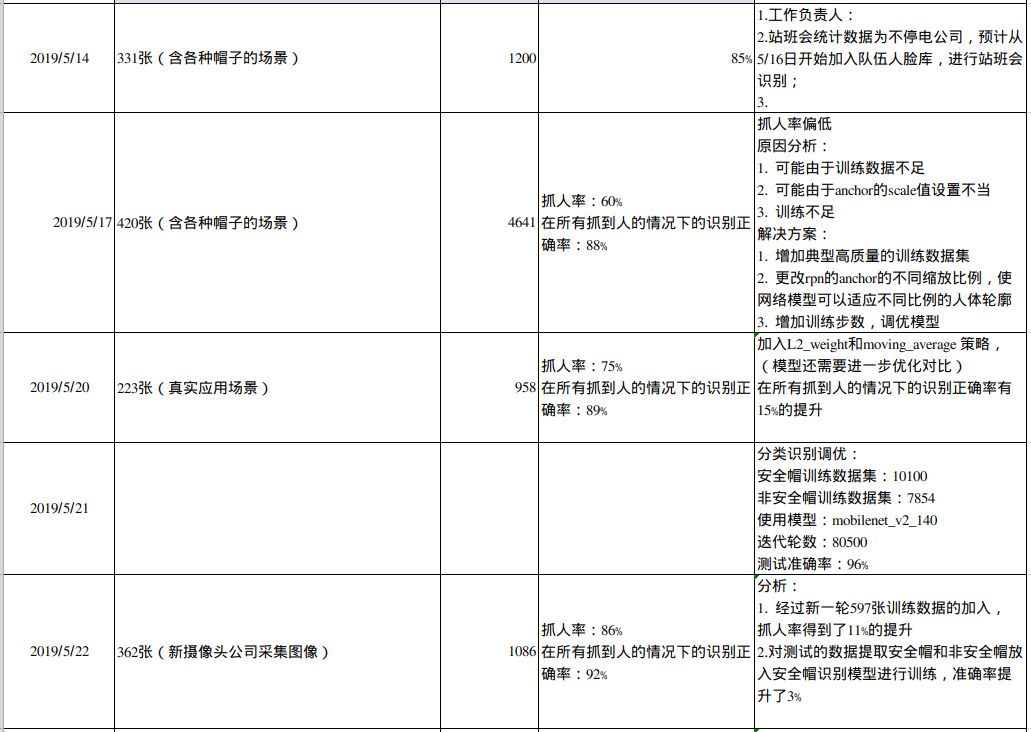 2019/5/14
331张（含各种帽子的场景）
1200
85%
1.工作负责人：
2.站班会统计数据为不停电公司，预计从
5/16日开始加入队伍人脸库，进行站班会
识别；
3.
2019/5/17
420张（含各种帽子的场景）
4641
抓人率：60%
在所有抓到人的情况下的识别正
确率：88%
抓人率偏低
原因分析：
1. 可能由于训练数据不足
2. 可能由于anchor的scale值设置不当
3. 训练不足
解决方案：
1. 增加典型高质量的训练数据集
2. 更改rpn的anchor的不同缩放比例，使
网络模型可以适应不同比例的人体轮廓
3. 增加训练步数，调优模型
2019/5/20
223张（真实应用场景）
958
抓人率：75%
在所有抓到人的情况下的识别正
确率：89%
加入L2_weight和moving_average 策略，
（模型还需要进一步优化对比）
在所有抓到人的情况下的识别正确率有
15%的提升
2019/5/21
分类识别调优：
安全帽训练数据集：10100
非安全帽训练数据集：7854
使用模型：mobilenet_v2_140
迭代轮数：80500
测试准确率：96%
2019/5/22
362张（新摄像头公司采集图像）
1086
抓人率：86%
在所有抓到人的情况下的识别正
确率：92%
分析：
1. 经过新一轮597张训练数据的加入，
抓人率得到了11%的提升
2.对测试的数据提取安全帽和非安全帽放
入安全帽识别模型进行训练，准确率提
升了3%